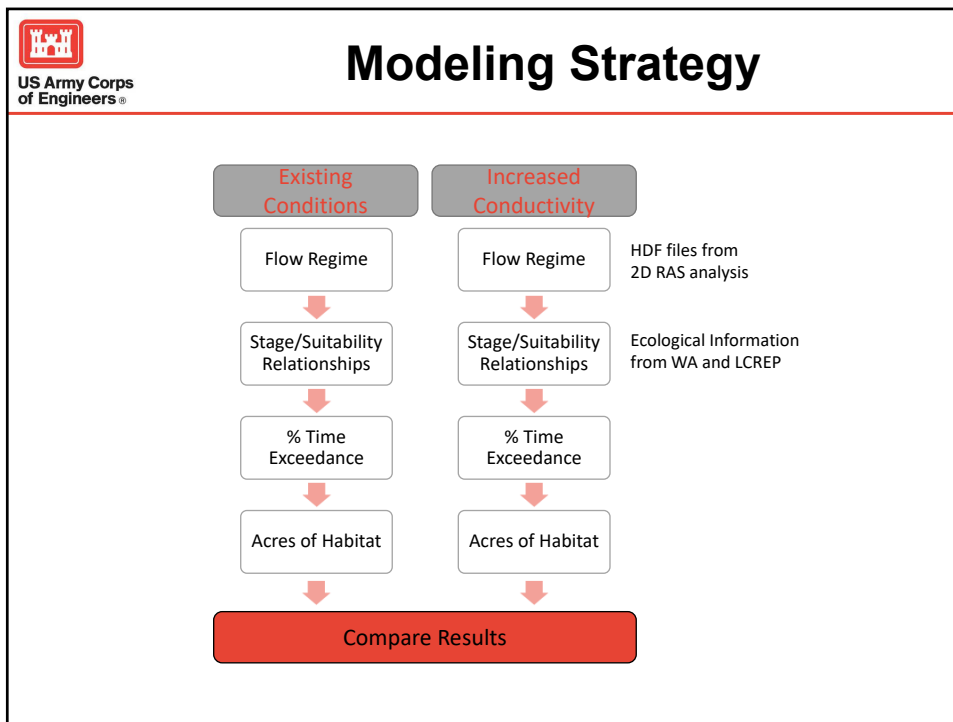 US Army Corps
of Engineers ®
Modeling Strategy
Existing
Conditions
Increased
Conductivity
Flow Regime
Flow Regime
HDF files from
2D RAS analysis
Stage/Suitability
Relationships
Stage/Suitability
Relationships
Ecological Information
from WA and LCREP
% Time
Exceedance
% Time
Exceedance
Acres of Habitat
Acres of Habitat
Compare Results